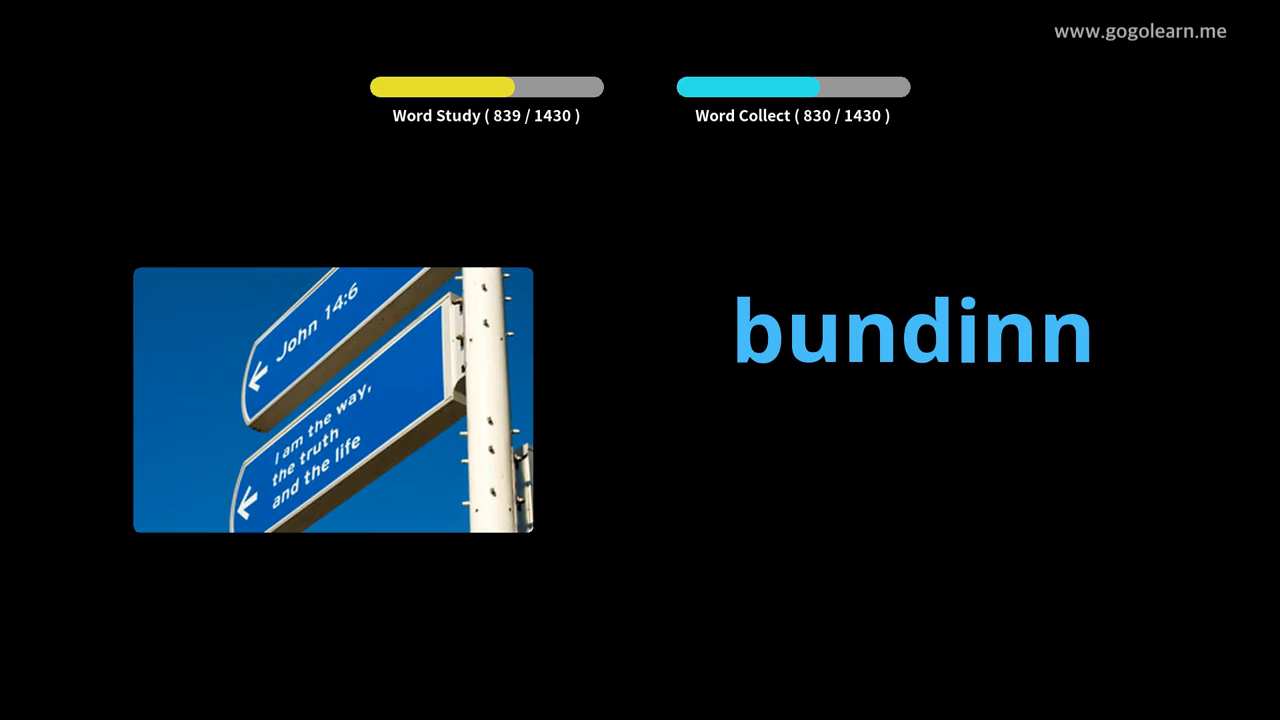 www.gogolearn.me
Word Study ( 839 / 1430 )
Word Collect ( 830 / 1430 )
John 14:6
I am the way,
the truth
and the life
bundinn